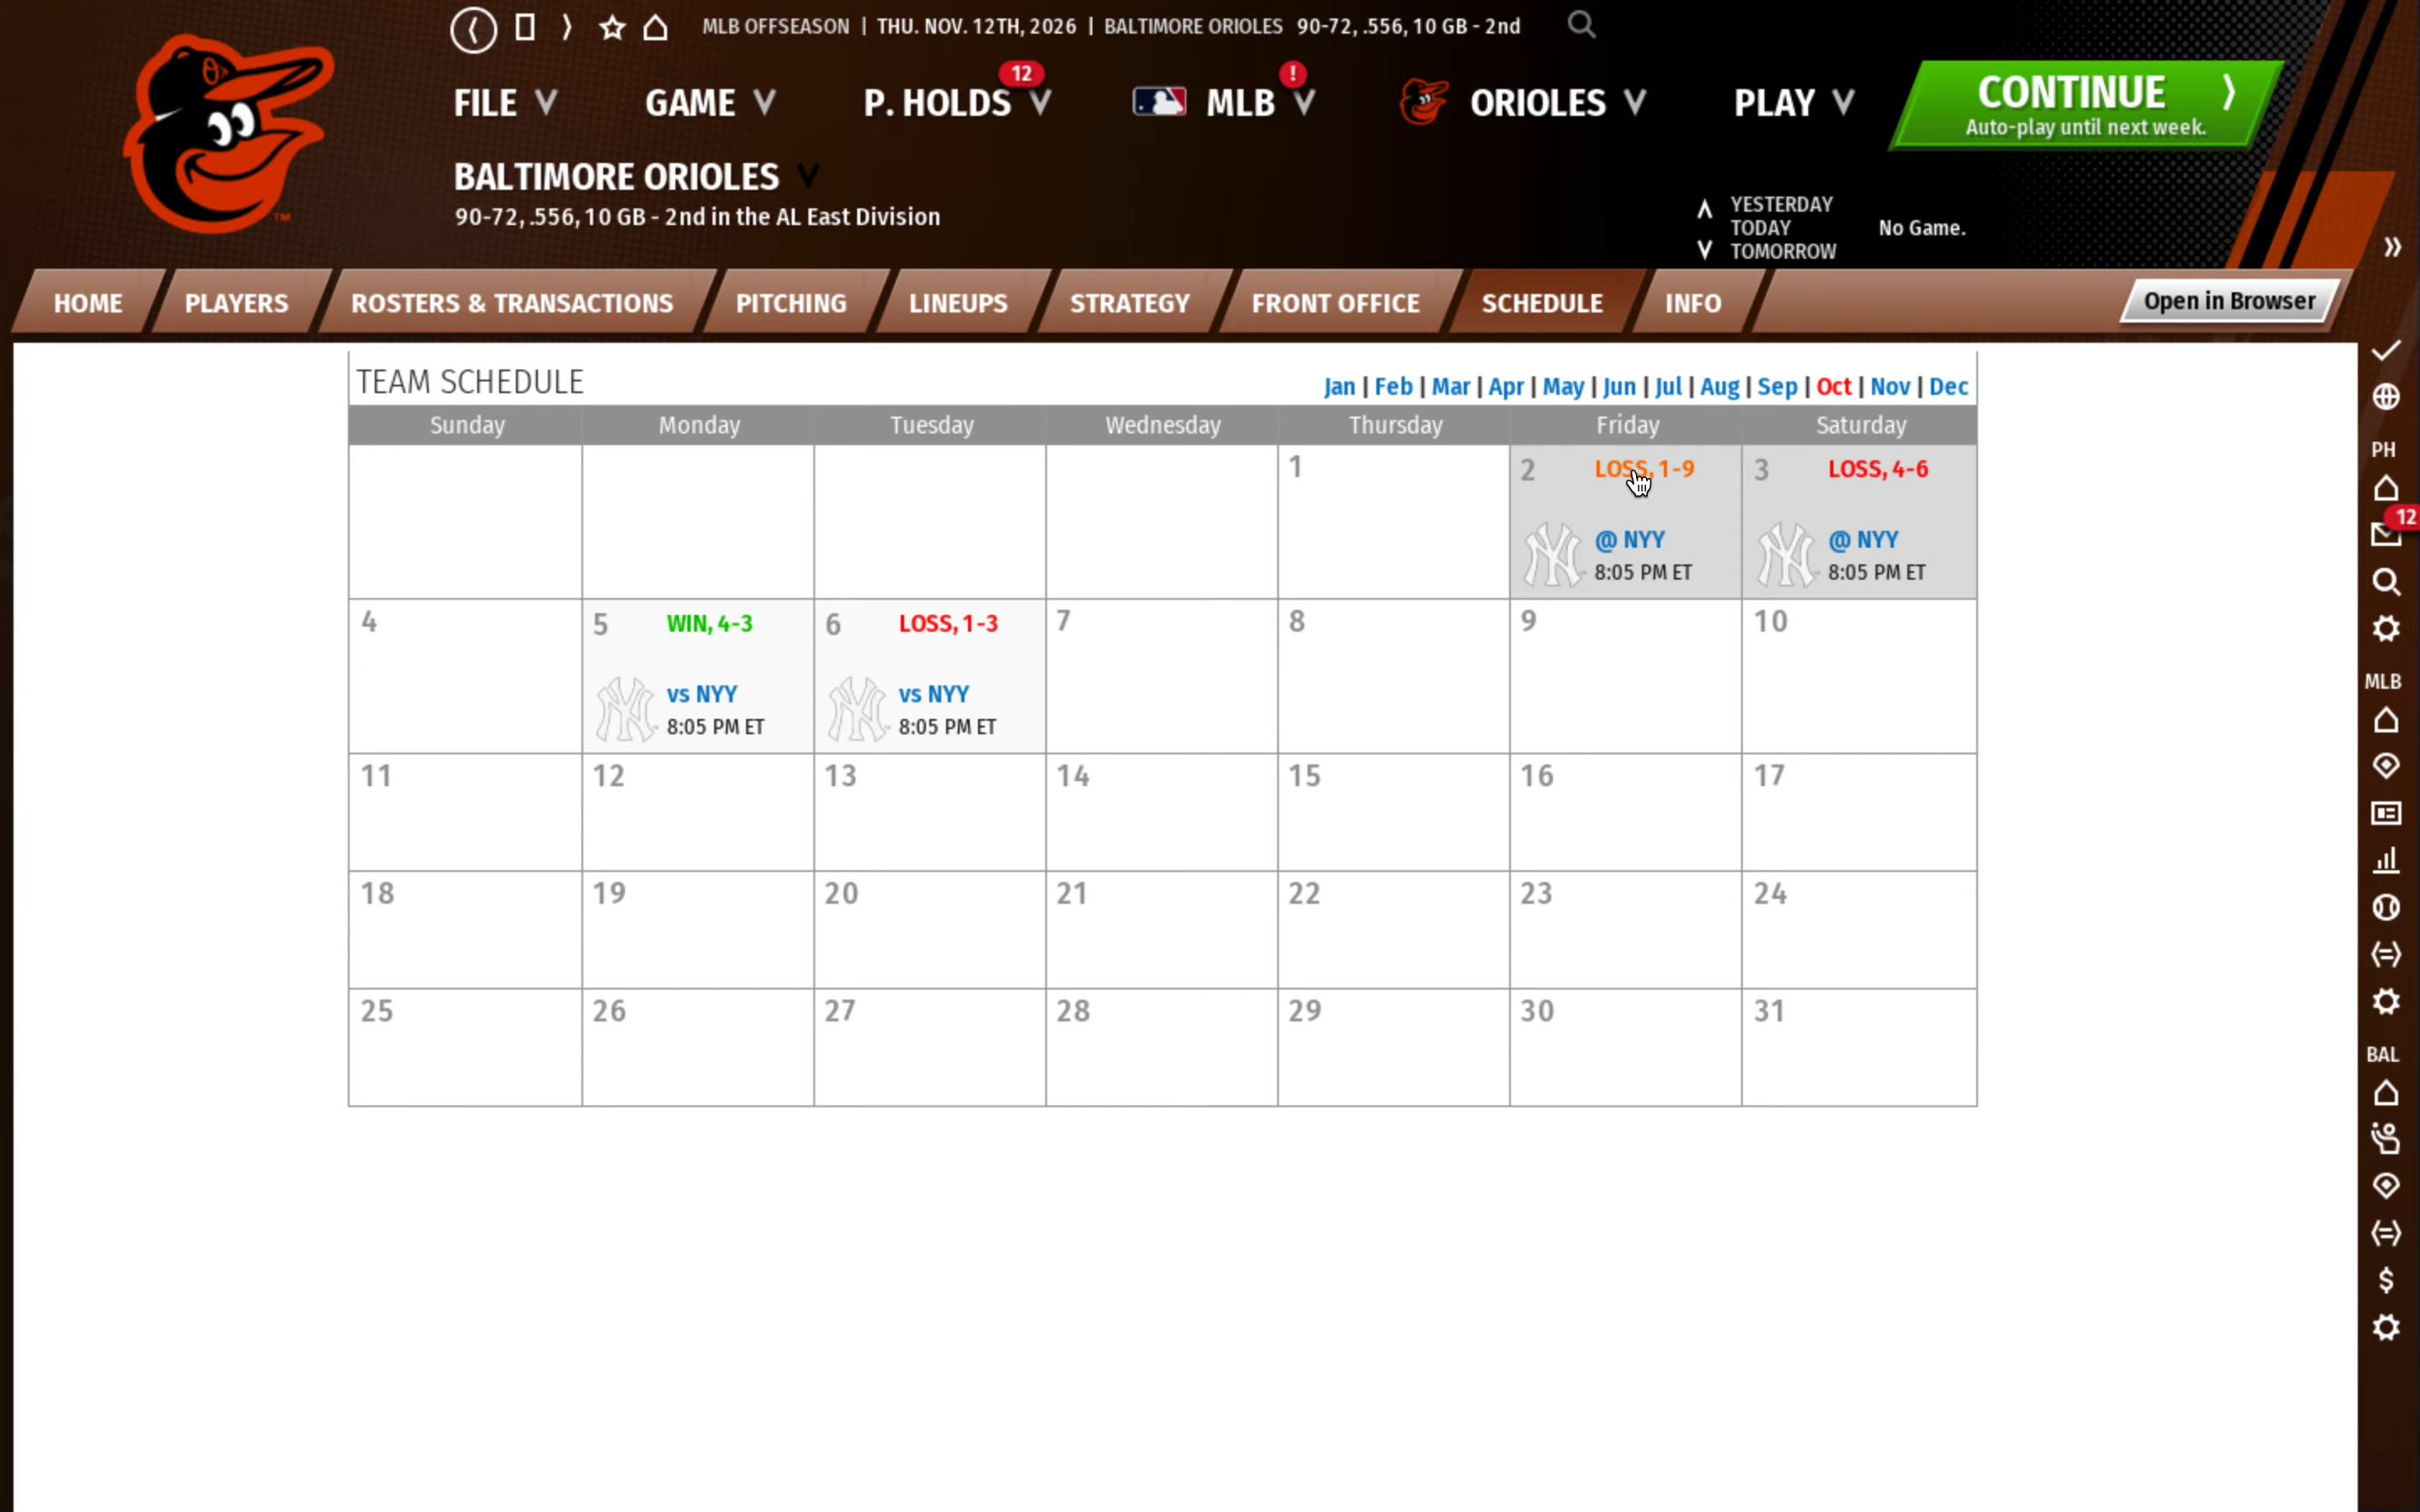 MLB OFFSEASON | THU. NOV. 12TH, 2026 | BALTIMORE ORIOLES 90-72, .556, 10 GB - 2nd
FILE GAME P. HOLDS 12 MLB ! ORIOLES PLAY CONTINUE
Auto-play until next week.
BALTIMORE ORIOLES
90-72, .556, 10 GB - 2nd in the AL East Division
YESTERDAY
TODAY No Game.
TOMORROW
HOME PLAYERS ROSTERS & TRANSACTIONS PITCHING LINEUPS STRATEGY FRONT OFFICE SCHEDULE INFO Open in Browser
TEAM SCHEDULE Jan | Feb | Mar | Apr | May | Jun | Jul | Aug | Sep | Oct | Nov | Dec
Sunday Monday Tuesday Wednesday Thursday Friday Saturday
1 2 LOSS, 1-9 3 LOSS, 4-6
@ NYY @ NYY
8:05 PM ET 8:05 PM ET
4 5 WIN, 4-3 6 LOSS, 1-3 7 8 9 10
vs NYY vs NYY
8:05 PM ET 8:05 PM ET
11 12 13 14 15 16 17
18 19 20 21 22 23 24
25 26 27 28 29 30 31
PH
12
MLB
BAL
$